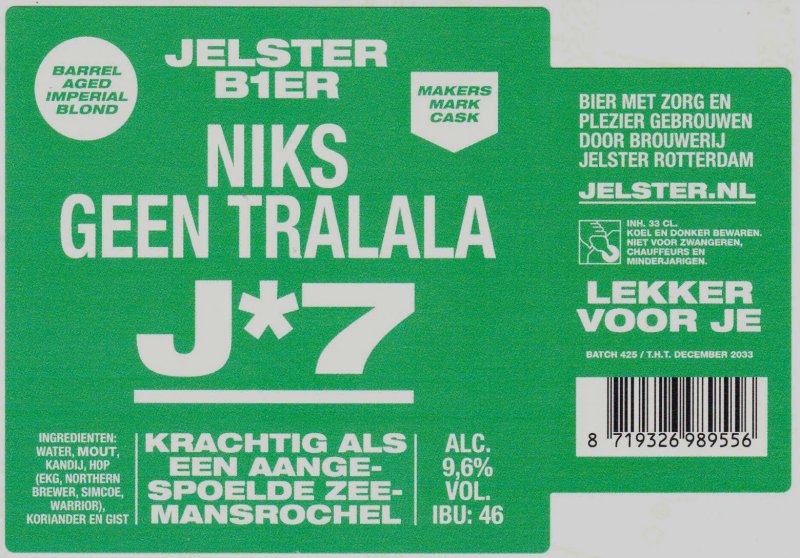 BARREL
AGED
IMPERIAL
BLOND
JELSTER
B1ER
MAKERS
MARK
CASK
NIKS
GEEN TRALALA
J*7
INGREDIENTEN:
WATER, MOUT,
KANDIJ, HOP
(EKG, NORTHERN
BREWER, SIMCOE,
WARRIOR),
KORIANDER EN GIST
KRACHTIG ALS
EEN AANGE-
SPOELDE ZEE-
MANSROCHEL
ALC.
9,6%
VOL.
IBU: 46
BIER MET ZORG EN
PLEZIER GEBROUWEN
DOOR BROUWERIJ
JELSTER ROTTERDAM
JELSTER.NL
INH. 33 CL.
KOEL EN DONKER BEWAREN.
NIET VOOR ZWANGEREN,
CHAUFFEURS EN
MINDERJARIGEN.
LEKKER
VOOR JE
BATCH 425 / T.H.T. DECEMBER 2033
8 719326 989556